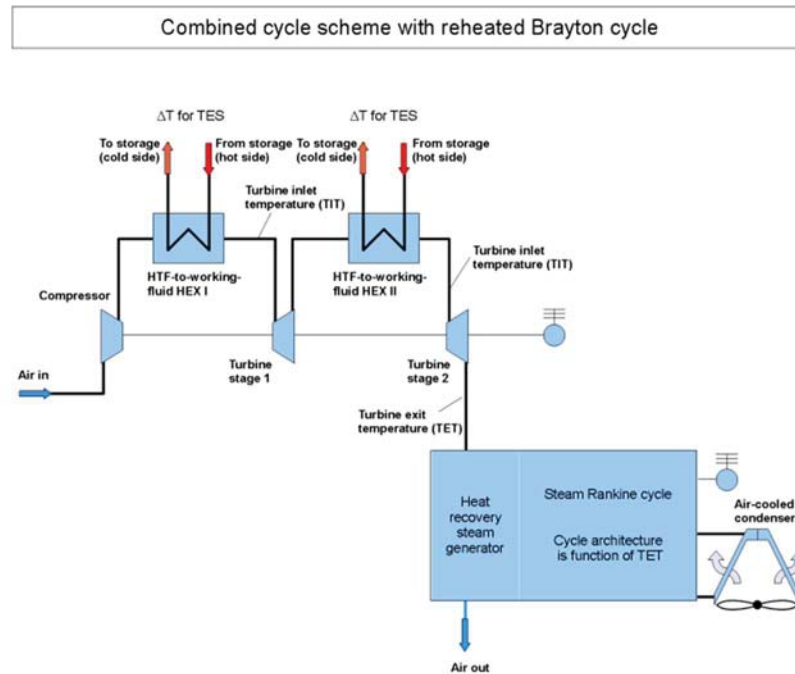 Combined cycle scheme with reheated Brayton cycle
ΔT for TES
ΔT for TES
To storage
(cold side)
From storage
(hot side)
To storage
(cold side)
From storage
(hot side)
Turbine inlet
temperature (TIT)
Turbine inlet
temperature (TIT)
HTF-to-working-
fluid HEX I
HTF-to-working-
fluid HEX II
Compressor
Air in
Turbine
stage 1
Turbine
stage 2
Turbine exit
temperature (TET)
Heat
recovery
steam
generator
Steam Rankine cycle
Cycle architecture
is function of TET
Air-cooled
condenser
Air out